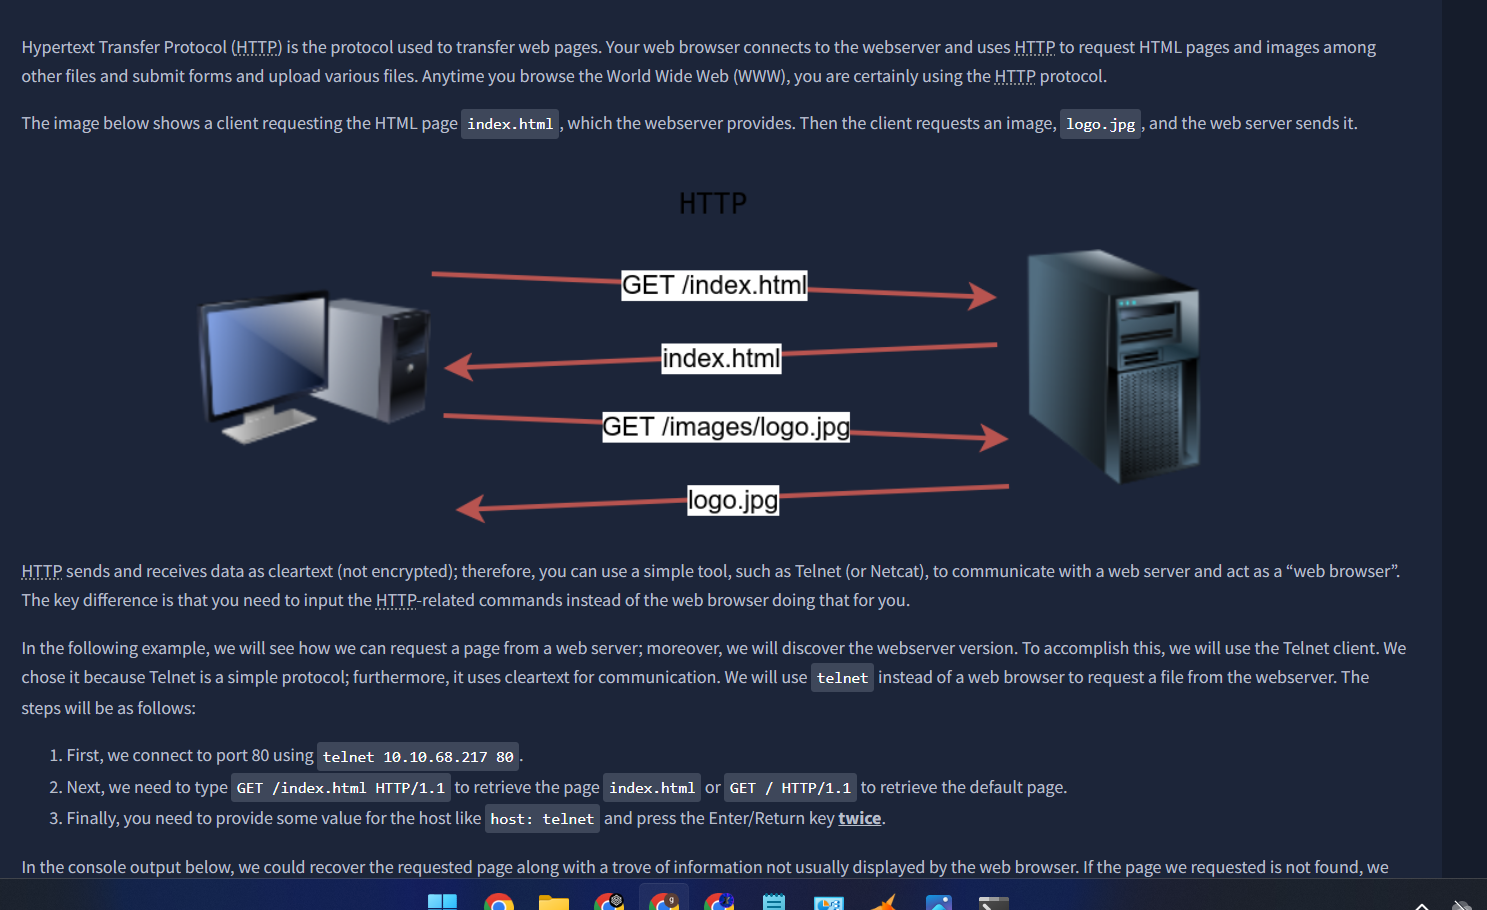 Hypertext Transfer Protocol (HTTP) is the protocol used to transfer web pages. Your web browser connects to the webserver and uses HTTP to request HTML pages and images among
other files and submit forms and upload various files. Anytime you browse the World Wide Web (WWW), you are certainly using the HTTP protocol.
The image below shows a client requesting the HTML page index.html, which the webserver provides. Then the client requests an image, logo.jpg, and the web server sends it.
HTTP
GET /index.html
index.html
GET /images/logo.jpg
logo.jpg
HTTP sends and receives data as cleartext (not encrypted); therefore, you can use a simple tool, such as Telnet (or Netcat), to communicate with a web server and act as a “web browser”.
The key difference is that you need to input the HTTP-related commands instead of the web browser doing that for you.
In the following example, we will see how we can request a page from a web server; moreover, we will discover the webserver version. To accomplish this, we will use the Telnet client. We
chose it because Telnet is a simple protocol; furthermore, it uses cleartext for communication. We will use telnet instead of a web browser to request a file from the webserver. The
steps will be as follows:
1. First, we connect to port 80 using telnet 10.10.68.217 80.
2. Next, we need to type GET /index.html HTTP/1.1 to retrieve the page index.html or GET / HTTP/1.1 to retrieve the default page.
3. Finally, you need to provide some value for the host like host: telnet and press the Enter/Return key twice.
In the console output below, we could recover the requested page along with a trove of information not usually displayed by the web browser. If the page we requested is not found, we